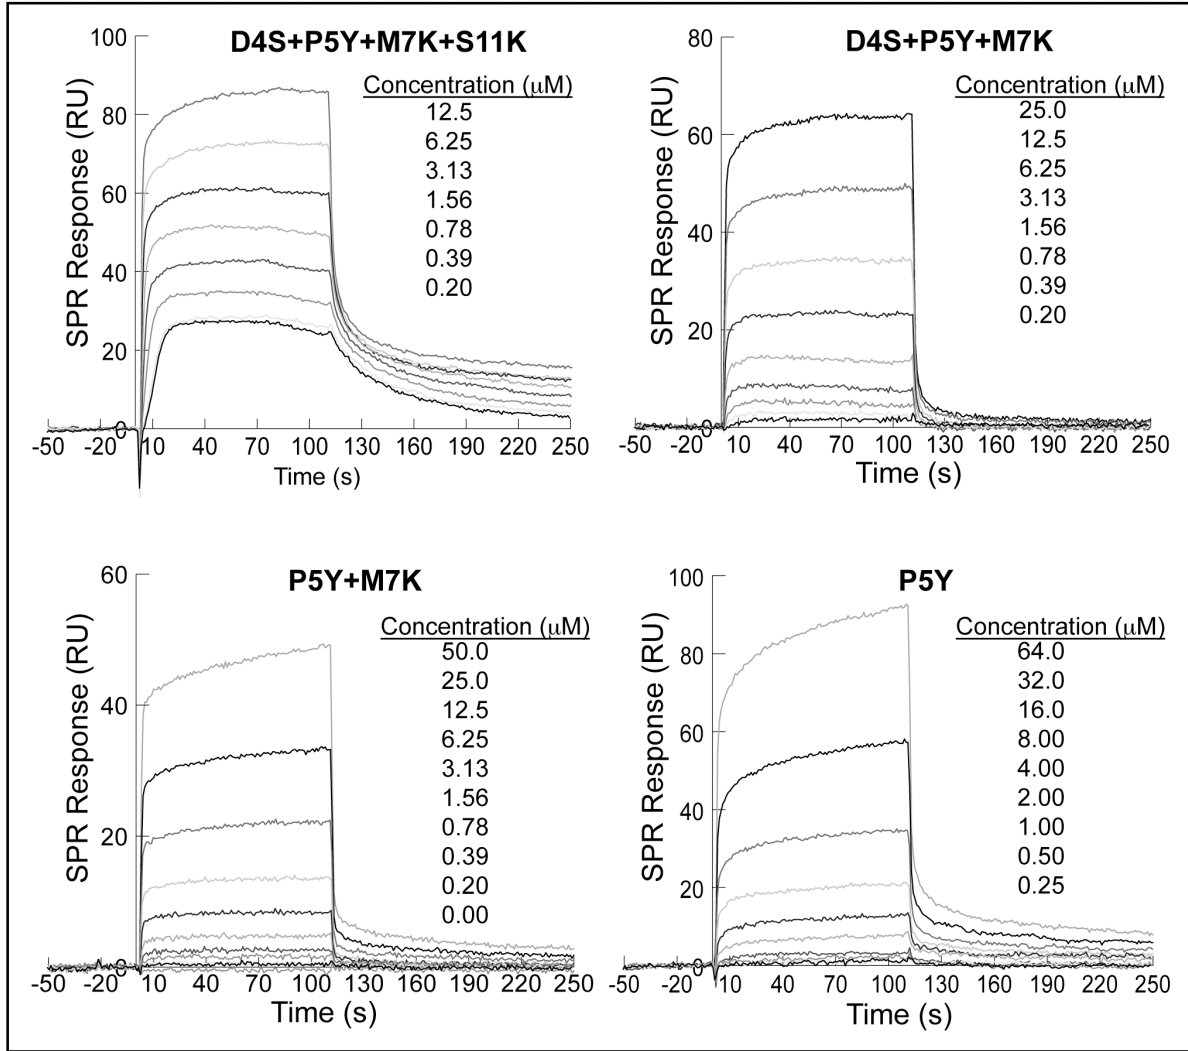 D4S+P5Y+M7K+S11K
Concentration (μM)
12.5
6.25
3.13
1.56
0.78
0.39
0.20
SPR Response (RU)
100
80
60
40
20
0
-50 -20 10 40 70 100 130 160 190 220 250
Time (s)
D4S+P5Y+M7K
Concentration (μM)
25.0
12.5
6.25
3.13
1.56
0.78
0.39
0.20
SPR Response (RU)
80
60
40
20
0
-50 -20 10 40 70 100 130 160 190 220 250
Time (s)
P5Y+M7K
Concentration (μM)
50.0
25.0
12.5
6.25
3.13
1.56
0.78
0.39
0.20
0.00
SPR Response (RU)
60
40
20
0
-50 -20 10 40 70 100 130 160 190 220 250
Time (s)
P5Y
Concentration (μM)
64.0
32.0
16.0
8.00
4.00
2.00
1.00
0.50
0.25
SPR Response (RU)
100
80
60
40
20
0
-50 -20 10 40 70 100 130 160 190 220 250
Time (s)